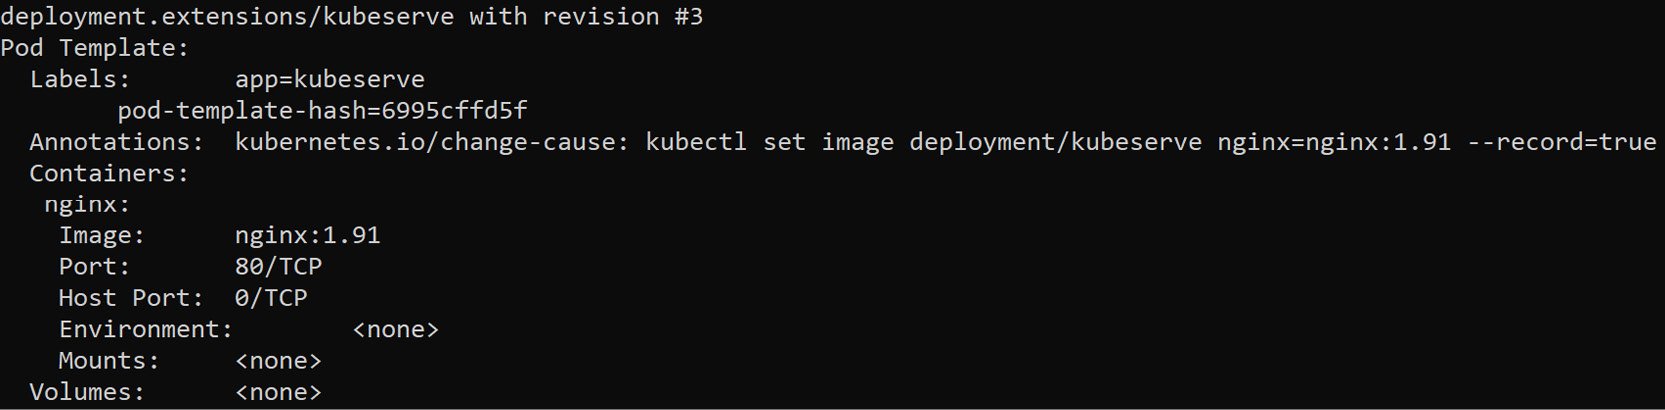 deployment.extensions/kubeserve with revision #3
Pod Template:
  Labels:       app=kubeserve
        pod-template-hash=6995cffd5f
  Annotations:  kubernetes.io/change-cause: kubectl set image deployment/kubeserve nginx=nginx:1.91 --record=true
  Containers:
   nginx:
    Image:      nginx:1.91
    Port:       80/TCP
    Host Port:  0/TCP
    Environment:        <none>
    Mounts:     <none>
  Volumes:      <none>